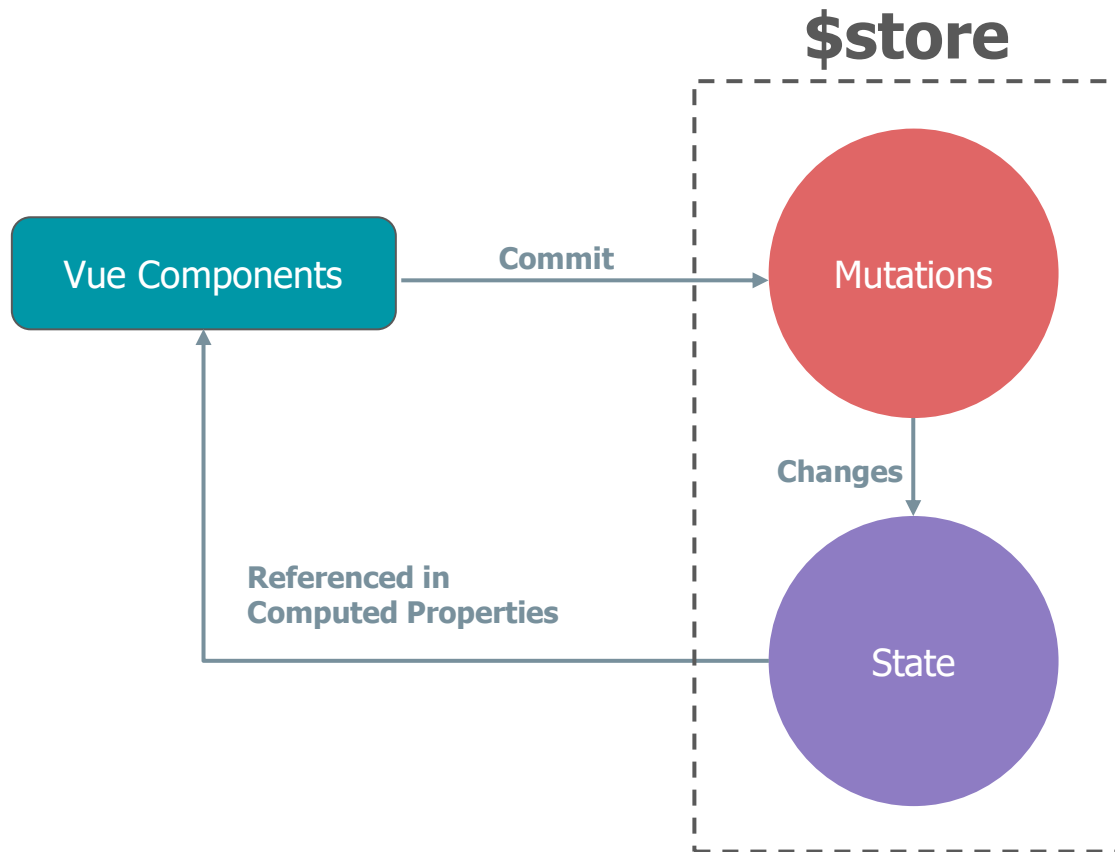 $store
Vue Components
Commit
Mutations
Changes
Referenced in
Computed Properties
State